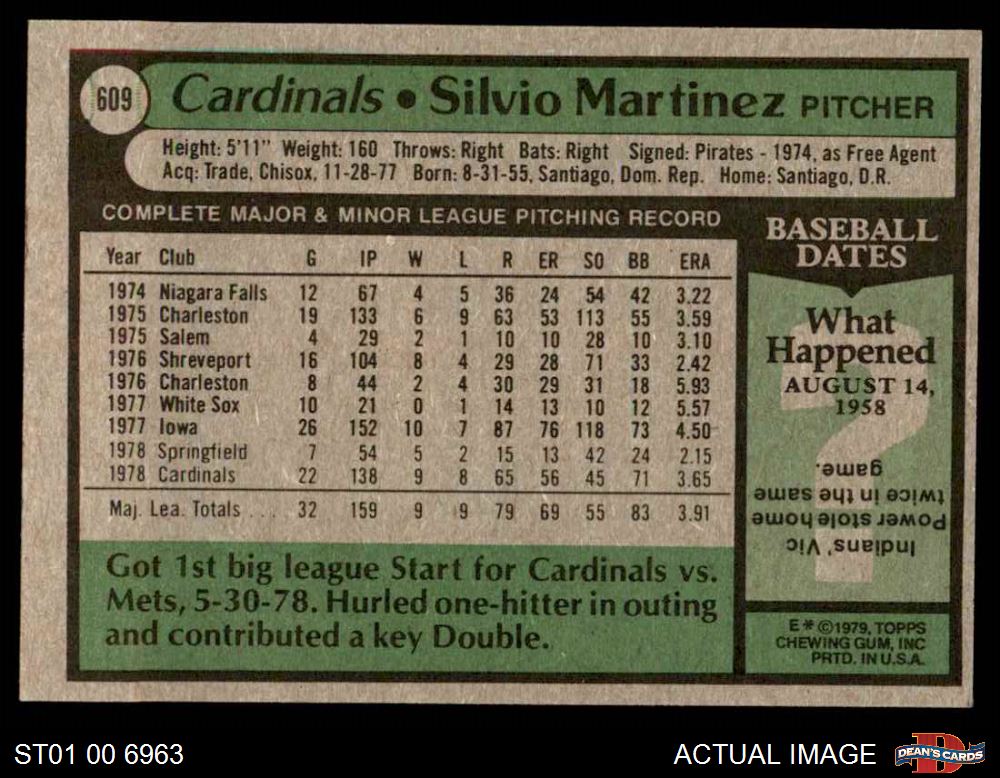 609
Cardinals • Silvio Martinez PITCHER
Height: 5'11" Weight: 160 Throws: Right Bats: Right Signed: Pirates - 1974, as Free Agent
Acq: Trade, Chisox, 11-28-77 Born: 8-31-55, Santiago, Dom. Rep. Home: Santiago, D.R.
COMPLETE MAJOR & MINOR LEAGUE PITCHING RECORD
Year Club G IP W L R ER SO BB ERA
1974 Niagara Falls 12 67 4 5 36 24 54 42 3.22
1975 Charleston 19 133 6 9 63 53 113 55 3.59
1975 Salem 4 29 2 1 10 10 28 10 3.10
1976 Shreveport 16 104 8 4 29 28 71 33 2.42
1976 Charleston 8 44 2 4 30 29 31 18 5.93
1977 White Sox 10 21 0 1 14 13 10 12 5.57
1977 Iowa 26 152 10 7 87 76 118 73 4.50
1978 Springfield 7 54 5 2 15 13 42 24 2.15
1978 Cardinals 22 138 9 8 65 56 45 71 3.65
Maj. Lea. Totals ... 32 159 9 9 79 69 55 83 3.91
Got 1st big league Start for Cardinals vs.
Mets, 5-30-78. Hurled one-hitter in outing
and contributed a key Double.
BASEBALL
DATES
What
Happened
AUGUST 14,
1958
?
Indians' Vic
Power stole home
twice in the same
game.
E*©1979, TOPPS
CHEWING GUM, INC
PRTD. IN U.S.A.
ST01 00 6963
ACTUAL IMAGE
D
DEAN'S CARDS